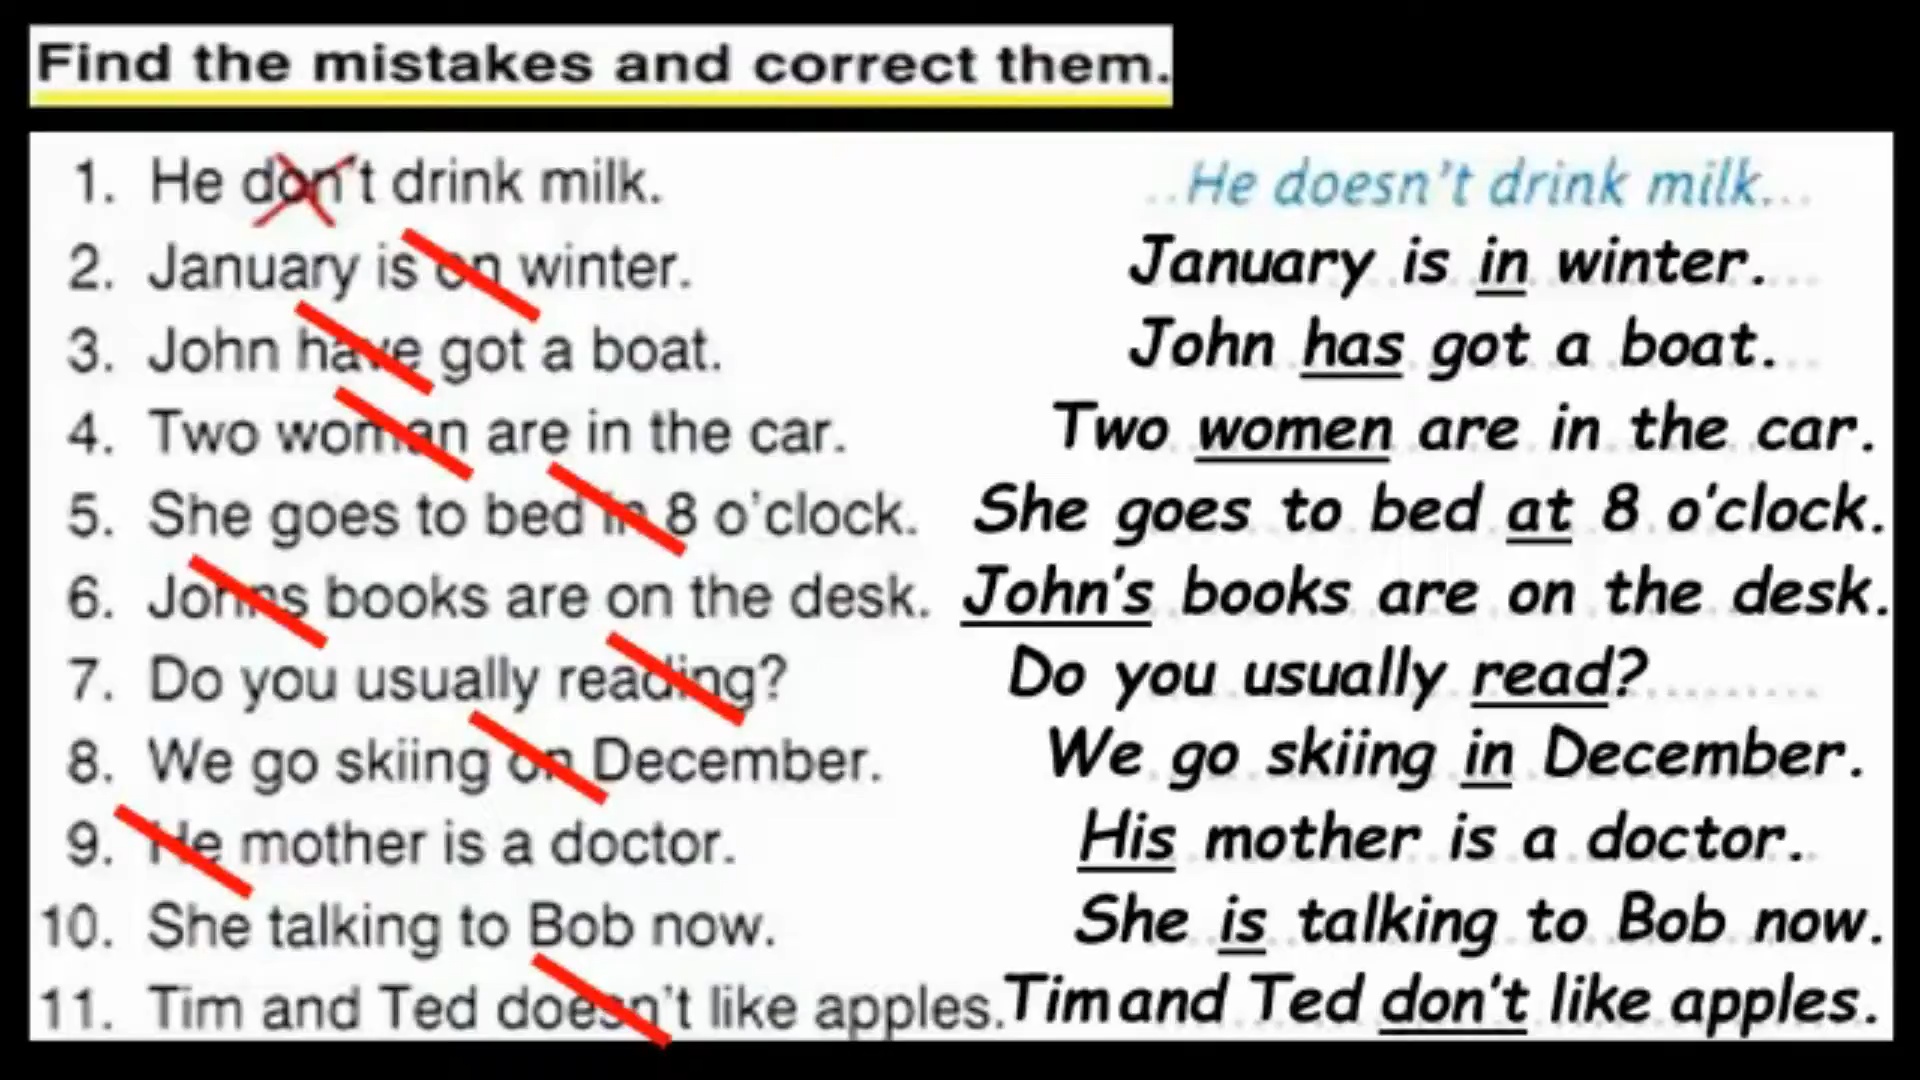 Find the mistakes and correct them.
1. He don't drink milk. ..He doesn't drink milk...
2. January is on winter. January is in winter.
3. John have got a boat. John has got a boat.
4. Two woman are in the car. Two women are in the car.
5. She goes to bed in 8 o'clock. She goes to bed at 8 o'clock.
6. Johns books are on the desk. John's books are on the desk.
7. Do you usually reading? Do you usually read?
8. We go skiing on December. We go skiing in December.
9. He mother is a doctor. His mother is a doctor.
10. She talking to Bob now. She is talking to Bob now.
11. Tim and Ted doesn't like apples. Tim and Ted don't like apples.